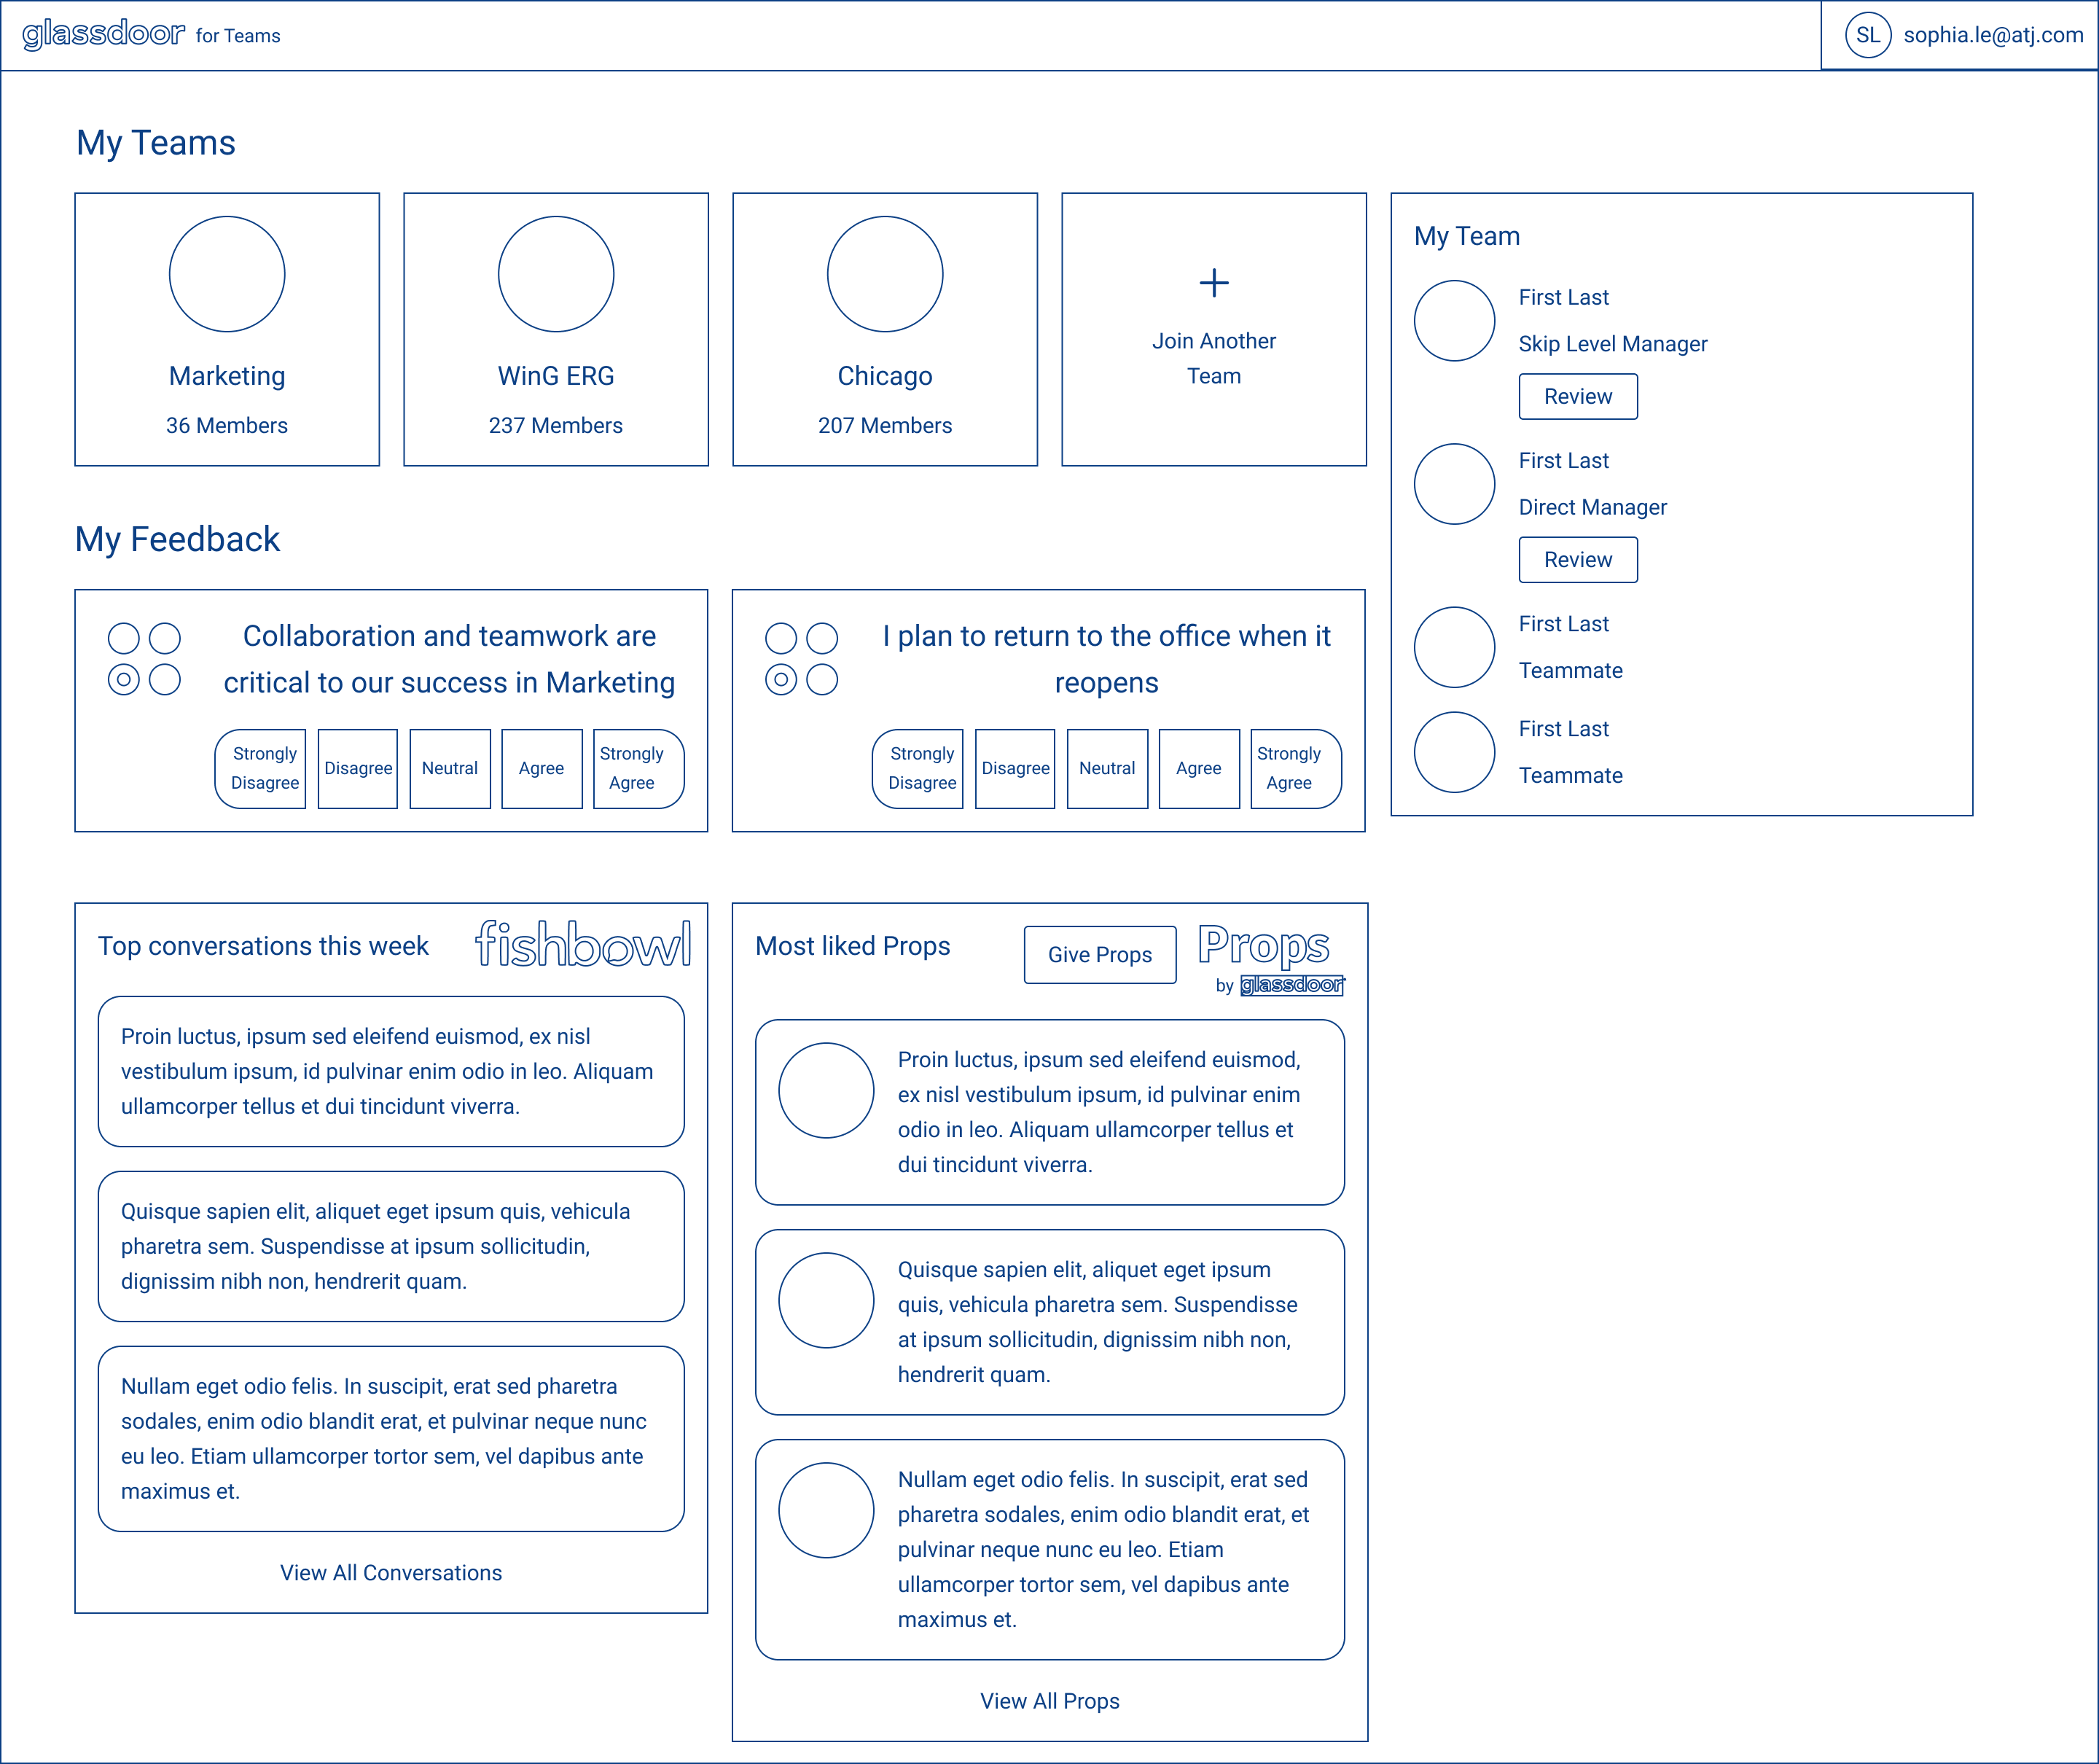 glassdoor for Teams
SL sophia.le@atj.com
My Teams
Marketing
36 Members
WinG ERG
237 Members
Chicago
207 Members
Join Another
Team
My Team
First Last
Skip Level Manager
Review
First Last
Direct Manager
Review
First Last
Teammate
First Last
Teammate
My Feedback
Collaboration and teamwork are
critical to our success in Marketing
Strongly
Disagree
Disagree
Neutral
Agree
Strongly
Agree
I plan to return to the office when it
reopens
Strongly
Disagree
Disagree
Neutral
Agree
Strongly
Agree
Top conversations this week
fishbowl
Proin luctus, ipsum sed eleifend euismod, ex nisl
vestibulum ipsum, id pulvinar enim odio in leo. Aliquam
ullamcorper tellus et dui tincidunt viverra.
Quisque sapien elit, aliquet eget ipsum quis, vehicula
pharetra sem. Suspendisse at ipsum sollicitudin,
dignissim nibh non, hendrerit quam.
Nullam eget odio felis. In suscipit, erat sed pharetra
sodales, enim odio blandit erat, et pulvinar neque nunc
eu leo. Etiam ullamcorper tortor sem, vel dapibus ante
maximus et.
View All Conversations
Most liked Props
Give Props
Props
by glassdoor
Proin luctus, ipsum sed eleifend euismod,
ex nisl vestibulum ipsum, id pulvinar enim
odio in leo. Aliquam ullamcorper tellus et
dui tincidunt viverra.
Quisque sapien elit, aliquet eget ipsum
quis, vehicula pharetra sem. Suspendisse
at ipsum sollicitudin, dignissim nibh non,
hendrerit quam.
Nullam eget odio felis. In suscipit, erat sed
pharetra sodales, enim odio blandit erat, et
pulvinar neque nunc eu leo. Etiam
ullamcorper tortor sem, vel dapibus ante
maximus et.
View All Props